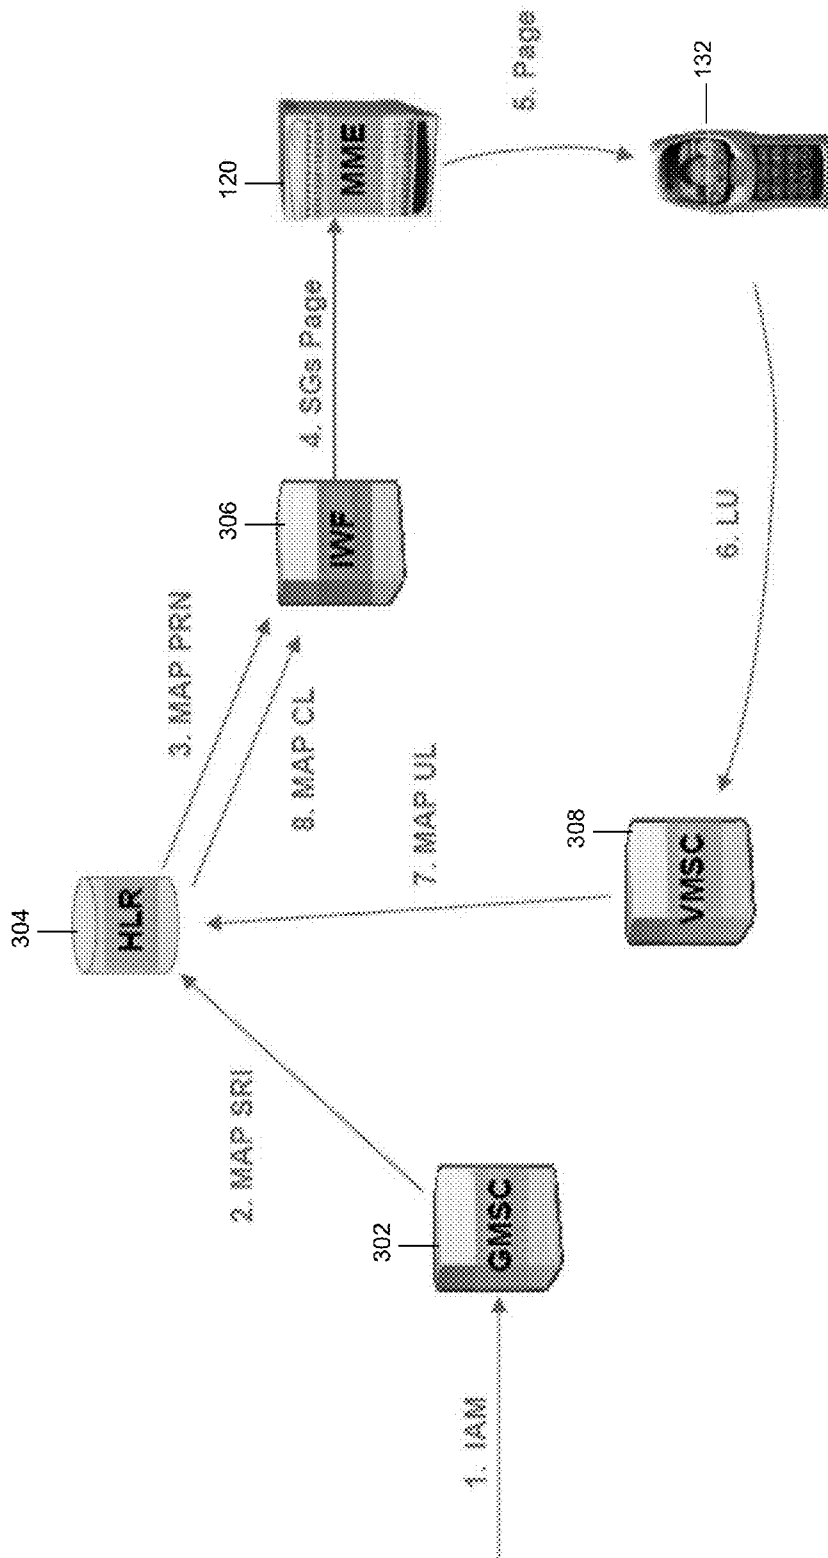 1. IAM
302
GMSC
2. MAP SRI
304
HLR
3. MAP PRN
8. MAP CL
7. MAP UL
308
VMSC
306
IWF
4. SGs Page
120
MME
5. Page
132
6. LU